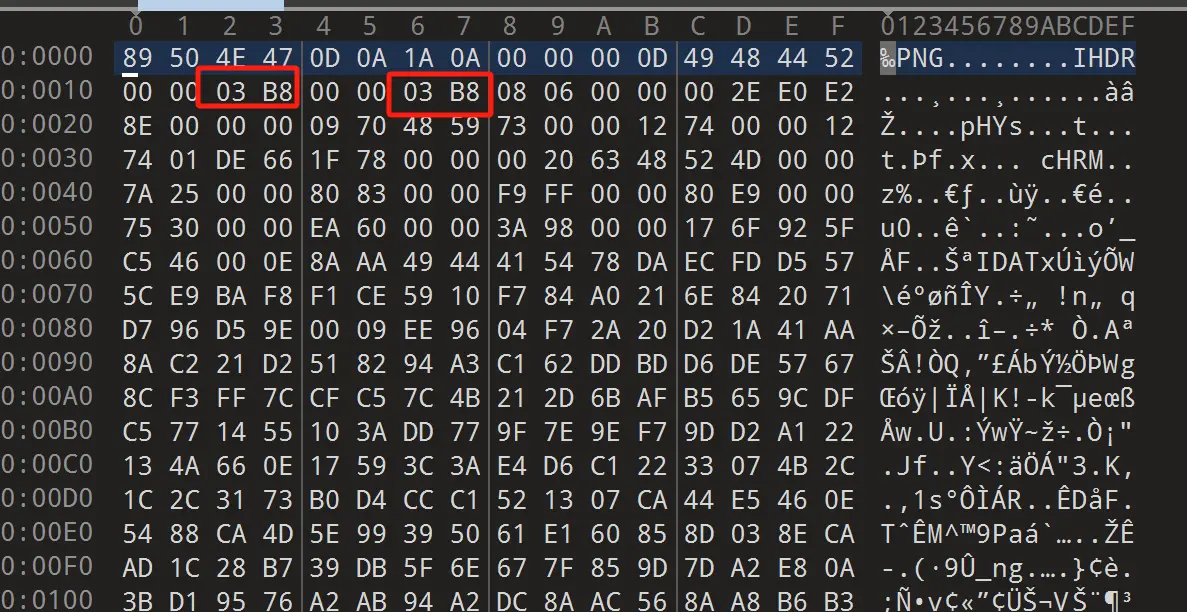 0 1 2 3 4 5 6 7 8 9 A B C D E F 0123456789ABCDEF
0:0000 89 50 4E 47 0D 0A 1A 0A 00 00 00 0D 49 48 44 52 ‰PNG........IHDR
0:0010 00 00 03 B8 00 00 03 B8 08 06 00 00 00 2E E0 E2 ...¸...¸......àâ
0:0020 8E 00 00 00 09 70 48 59 73 00 00 12 74 00 00 12 Ž....pHYs...t...
0:0030 74 01 DE 66 1F 78 00 00 00 20 63 48 52 4D 00 00 t.Þf.x... cHRM..
0:0040 7A 25 00 00 80 83 00 00 F9 FF 00 00 80 E9 00 00 z%..€ƒ..ùÿ..€é..
0:0050 75 30 00 00 EA 60 00 00 3A 98 00 00 17 6F 92 5F u0..ê`..:˜...o’_
0:0060 C5 46 00 0E 8A AA 49 44 41 54 78 DA EC FD D5 57 ÅF..ŠªIDATxÚìýÕW
0:0070 5C E9 BA F8 F1 CE 59 10 F7 84 A0 21 6E 84 20 71 \éºøñÎY.÷„ !n„ q
0:0080 D7 96 D5 9E 00 09 EE 96 04 F7 2A 20 D2 1A 41 AA ×–Õž..î–.÷* Ò.Aª
0:0090 8A C2 21 D2 51 82 94 A3 C1 62 DD BD D6 DE 57 67 ŠÂ!ÒQ‚”£ÁbÝ½ÖÞWg
0:00A0 8C F3 FF 7C CF C5 7C 4B 21 2D 6B AF B5 65 9C DF Œóÿ|ÏÅ|K!-k¯µeœß
0:00B0 C5 77 14 55 10 3A DD 77 9F 7E 9E F7 9D D2 A1 22 Åw.U.:ÝwŸ~ž÷.Ò¡"
0:00C0 13 4A 66 0E 17 59 3C 3A E4 D6 C1 22 33 07 4B 2C .Jf..Y<:äÖÁ"3.K,
0:00D0 1C 2C 31 73 B0 D4 CC C1 52 13 07 CA 44 E5 46 0E .,1s°ÔÌÁR..ÊDåF.
0:00E0 54 88 CA 4D 5E 99 39 50 61 E1 60 85 8D 03 8E CA TˆÊM^™9Paá`…..ŽÊ
0:00F0 AD 1C 28 B7 39 DB 5F 6E 67 7F 85 9D 7D A2 E8 0A -.(·9Û_ng.….}¢è.
0:0100 3B D1 95 76 A2 AB 94 A2 DC 8A AC 56 8A A8 B6 B3 ;Ñ•v¢«”¢ÜŠ¬VŠ¨¶³